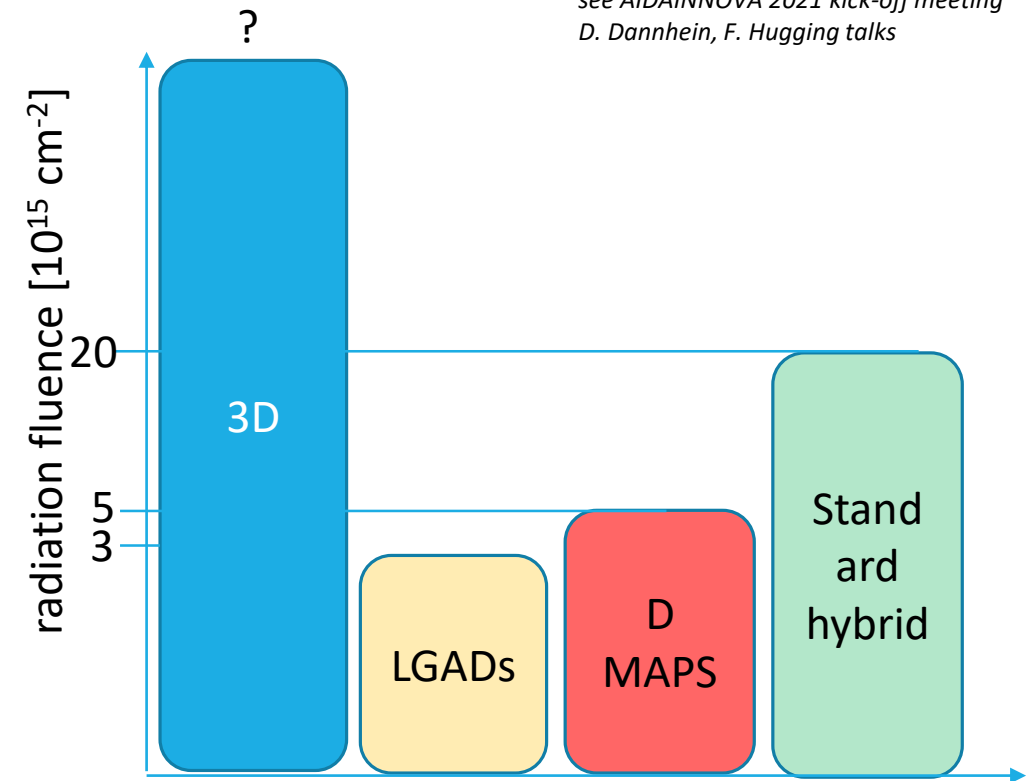 see AIDAINNOVA 2021 kick-off meeting
D. Dannhein, F. Hugging talks
?
radiation fluence [10¹⁵ cm⁻²]
20
5
3
3D
LGADs
D
MAPS
Stand
ard
hybrid